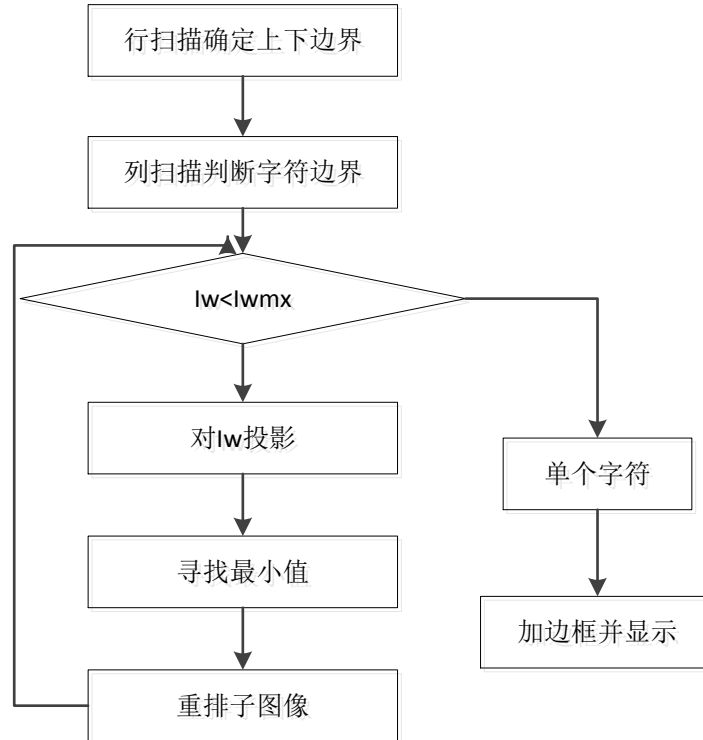 行扫描确定上下边界
列扫描判断字符边界
lw<lwmx
对lw投影
单个字符
寻找最小值
加边框并显示
重排子图像